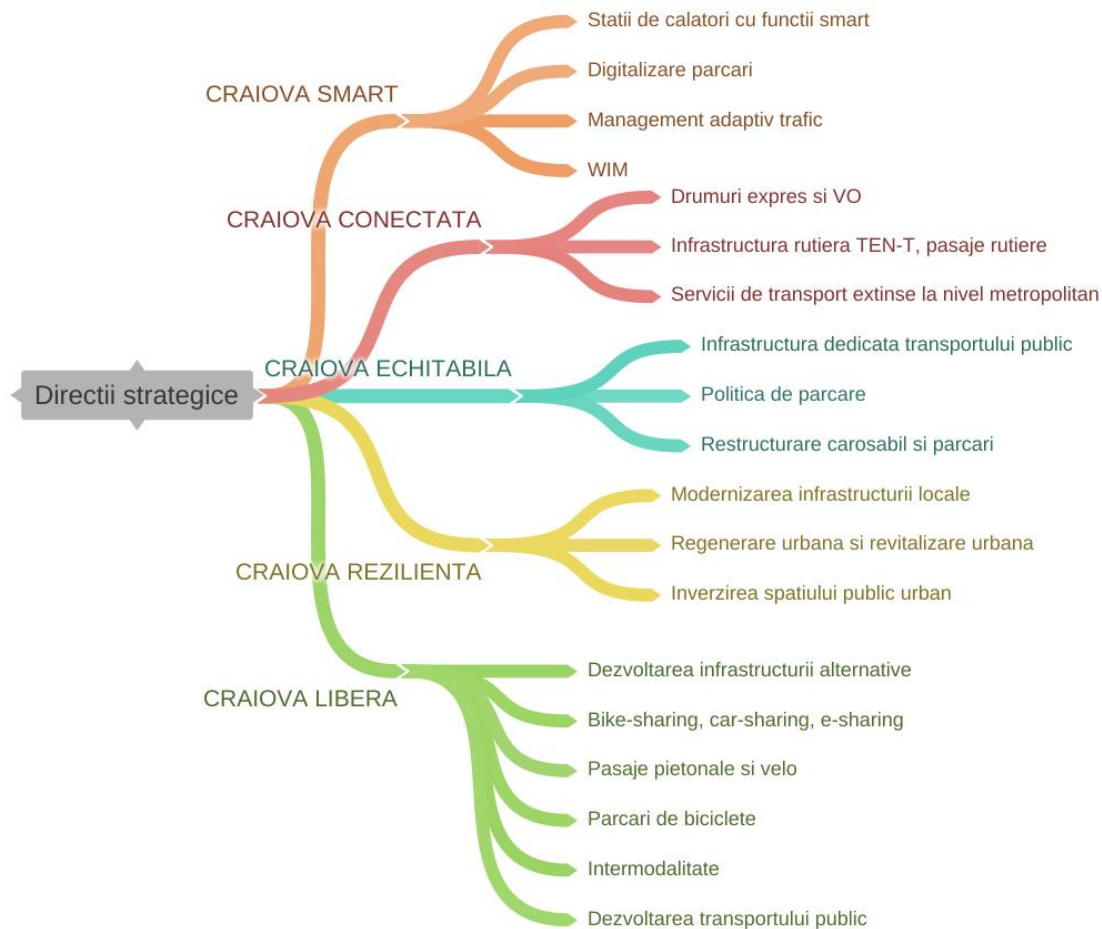 Directii strategice
CRAIOVA SMART
Statii de calatori cu functii smart
Digitalizare parcari
Management adaptiv trafic
WIM
CRAIOVA CONECTATA
Drumuri expres si VO
Infrastructura rutiera TEN-T, pasaje rutiere
Servicii de transport extinse la nivel metropolitan
CRAIOVA ECHITABILA
Infrastructura dedicata transportului public
Politica de parcare
Restructurare carosabil si parcari
CRAIOVA REZILIENTA
Modernizarea infrastructurii locale
Regenerare urbana si revitalizare urbana
Inverzirea spatiului public urban
CRAIOVA LIBERA
Dezvoltarea infrastructurii alternative
Bike-sharing, car-sharing, e-sharing
Pasaje pietonale si velo
Parcari de biciclete
Intermodalitate
Dezvoltarea transportului public